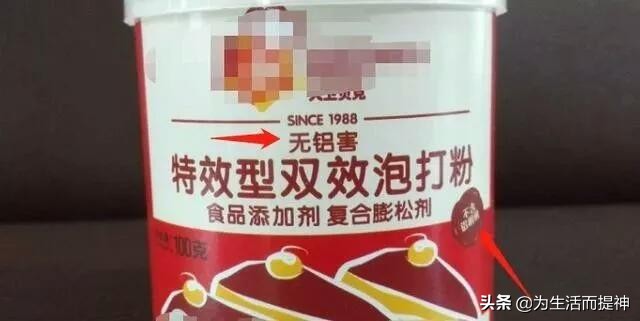 SINCE 1988
无铝害
特效型双效泡打粉
食品添加剂 复合膨松剂
100克
头条 @为生活而提神